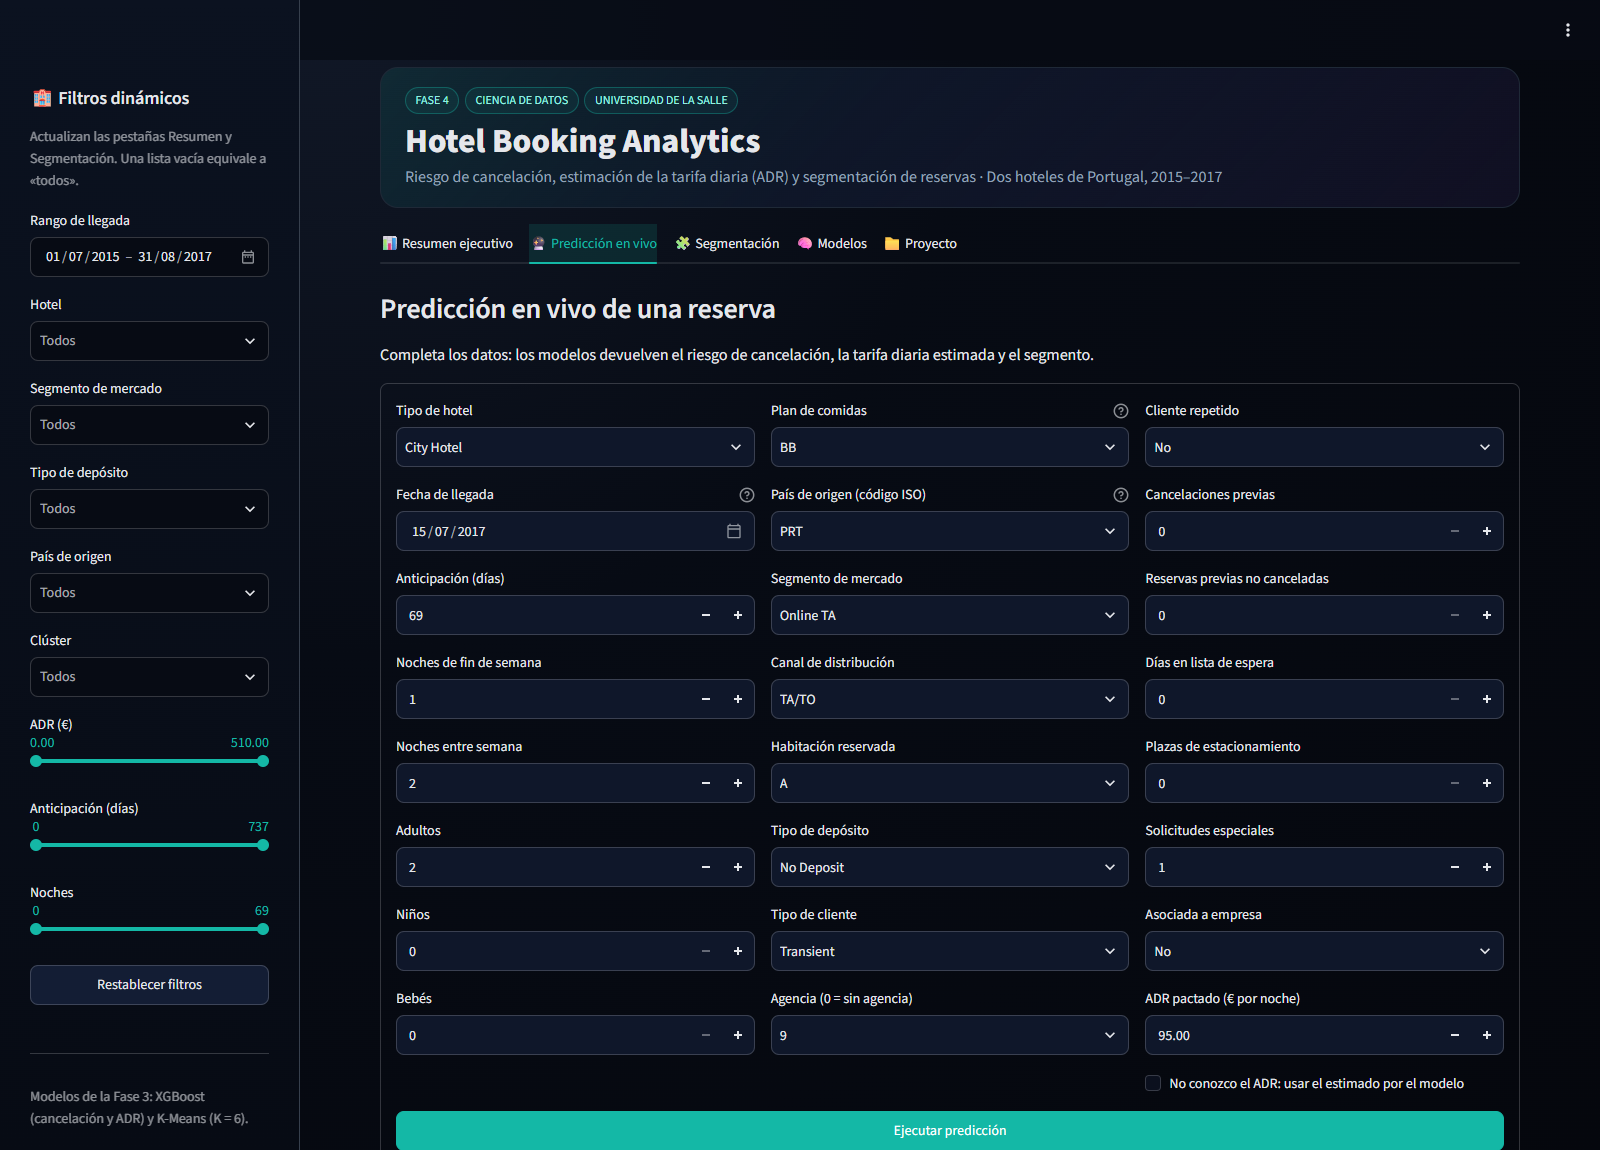 Filtros dinámicos
Actualizan las pestañas Resumen y
Segmentación. Una lista vacía equivale a
«todos».
Rango de llegada
01/07/2015 – 31/08/2017
Hotel
Todos
Segmento de mercado
Todos
Tipo de depósito
Todos
País de origen
Todos
Clúster
Todos
ADR (€)
0.00 510.00
Anticipación (días)
0 737
Noches
0 69
Restablecer filtros
Modelos de la Fase 3: XGBoost
(cancelación y ADR) y K-Means (K = 6).
FASE 4 CIENCIA DE DATOS UNIVERSIDAD DE LA SALLE
Hotel Booking Analytics
Riesgo de cancelación, estimación de la tarifa diaria (ADR) y segmentación de reservas · Dos hoteles de Portugal, 2015–2017
Resumen ejecutivo Predicción en vivo Segmentación Modelos Proyecto
Predicción en vivo de una reserva
Completa los datos: los modelos devuelven el riesgo de cancelación, la tarifa diaria estimada y el segmento.
Tipo de hotel Plan de comidas Cliente repetido
City Hotel BB No
Fecha de llegada País de origen (código ISO) Cancelaciones previas
15/07/2017 PRT 0
Anticipación (días) Segmento de mercado Reservas previas no canceladas
69 Online TA 0
Noches de fin de semana Canal de distribución Días en lista de espera
1 TA/TO 0
Noches entre semana Habitación reservada Plazas de estacionamiento
2 A 0
Adultos Tipo de depósito Solicitudes especiales
2 No Deposit 1
Niños Tipo de cliente Asociada a empresa
0 Transient No
Bebés Agencia (0 = sin agencia) ADR pactado (€ por noche)
0 9 95.00
No conozco el ADR: usar el estimado por el modelo
Ejecutar predicción